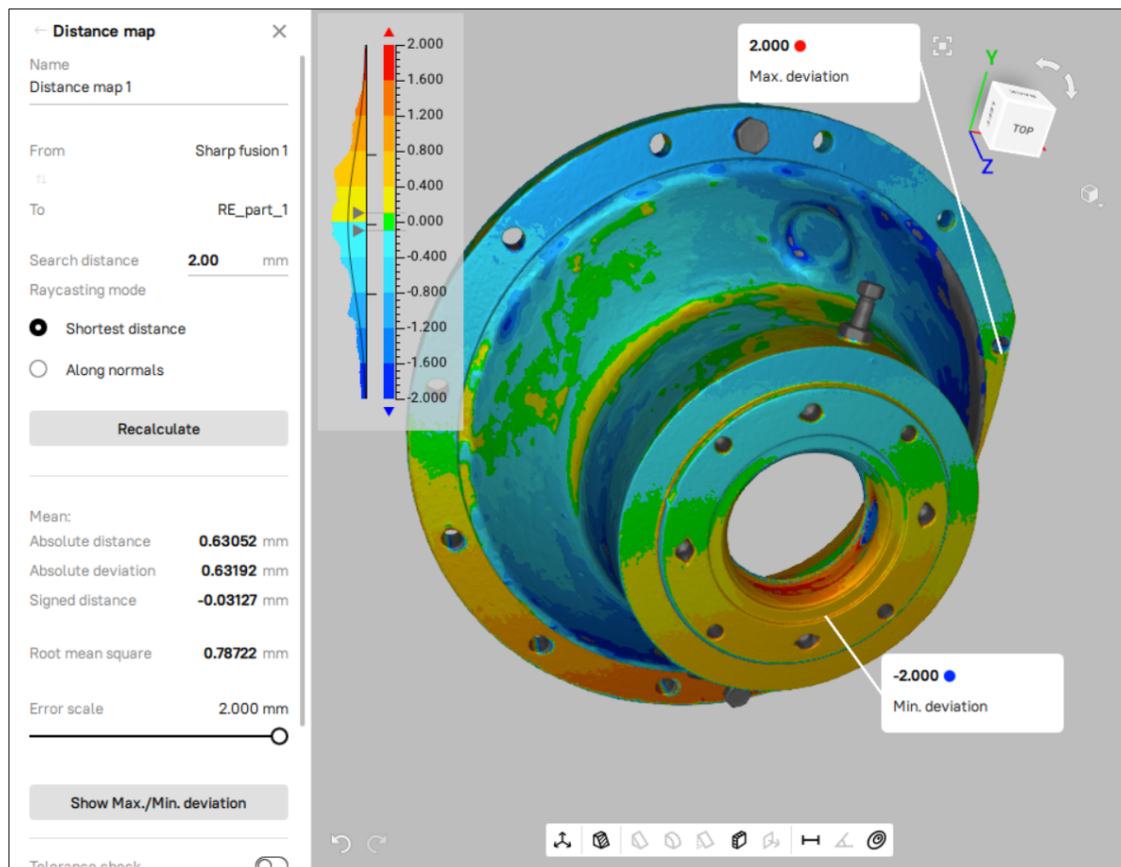 Distance map
Name
Distance map 1
From Sharp fusion 1
To RE_part_1
Search distance 2.00 mm
Raycasting mode
Shortest distance
Along normals
Recalculate
Mean:
Absolute distance 0.63052 mm
Absolute deviation 0.63192 mm
Signed distance -0.03127 mm
Root mean square 0.78722 mm
Error scale 2.000 mm
Show Max./Min. deviation
Tolerance check
2.000
1.600
1.200
0.800
0.400
0.000
-0.400
-0.800
-1.200
-1.600
-2.000
2.000
Max. deviation
Y
TOP
LEFT
Z
-2.000
Min. deviation